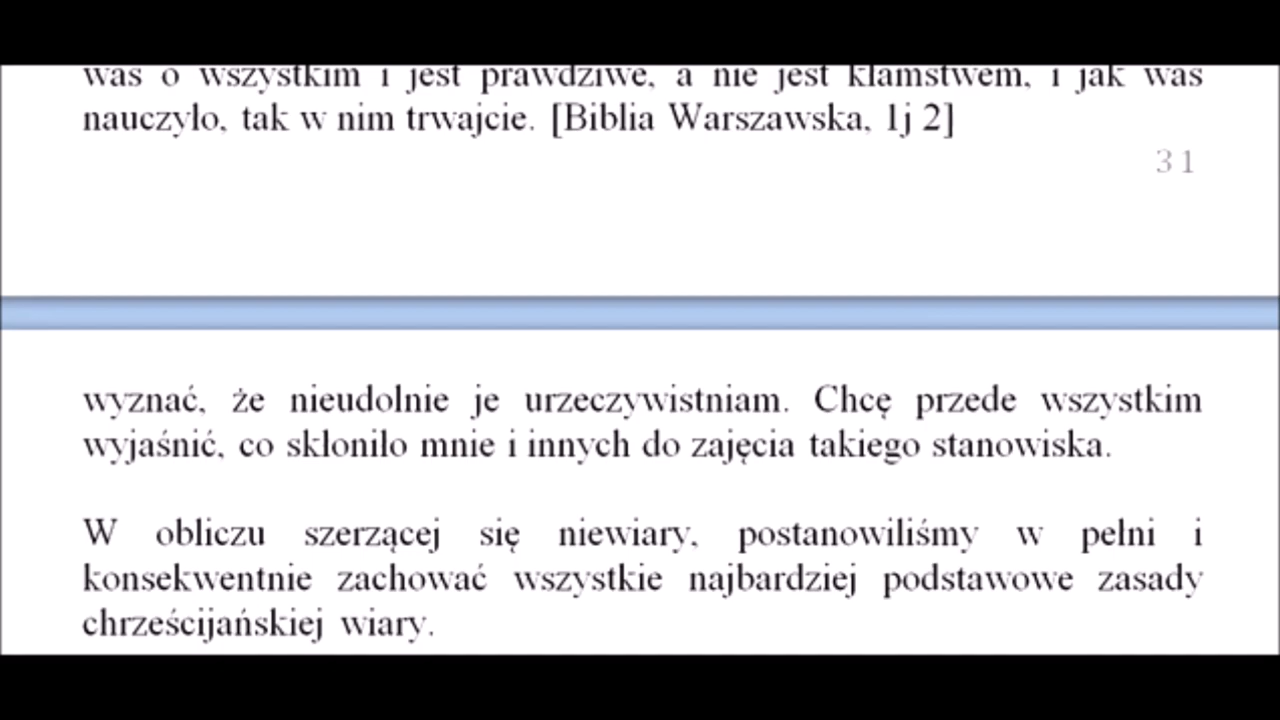 was o wszystkim i jest prawdziwe, a nie jest kłamstwem, i jak was
nauczyło, tak w nim trwajcie. [Biblia Warszawska, 1j 2]
31
wyznać, że nieudolnie je urzeczywistniam. Chcę przede wszystkim
wyjaśnić, co skłoniło mnie i innych do zajęcia takiego stanowiska.
W obliczu szerzącej się niewiary, postanowiliśmy w pełni i
konsekwentnie zachować wszystkie najbardziej podstawowe zasady
chrześcijańskiej wiary.